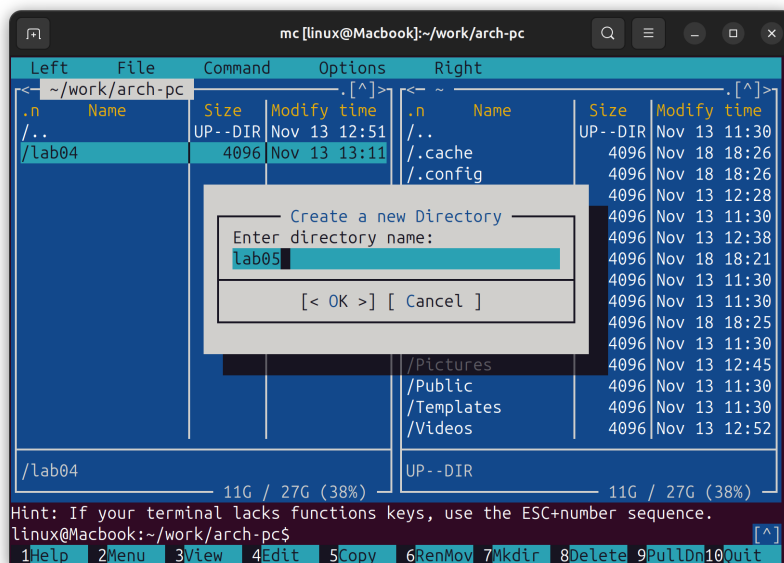 mc [linux@Macbook]:~/work/arch-pc
Left File Command Options Right
<— ~/work/arch-pc .[^]> <— ~ .[^]>
.n Name Size Modify time .n Name Size Modify time
/.. UP--DIR Nov 13 12:51 /.. UP--DIR Nov 13 11:30
/lab04 4096 Nov 13 13:11 /.cache 4096 Nov 18 18:26
/.config 4096 Nov 18 18:26
4096 Nov 13 12:28
Create a new Directory 4096 Nov 13 11:30
Enter directory name: 4096 Nov 13 12:38
lab05 4096 Nov 18 18:21
4096 Nov 13 11:30
[< OK >] [ Cancel ] 4096 Nov 13 11:30
4096 Nov 18 18:25
4096 Nov 13 11:30
/Pictures 4096 Nov 13 12:45
/Public 4096 Nov 13 11:30
/Templates 4096 Nov 13 11:30
/Videos 4096 Nov 13 12:52
/lab04 UP--DIR
11G / 27G (38%) 11G / 27G (38%)
Hint: If your terminal lacks functions keys, use the ESC+number sequence.
linux@Macbook:~/work/arch-pc$ [^]
1Help 2Menu 3View 4Edit 5Copy 6RenMov 7Mkdir 8Delete 9PullDn 10Quit